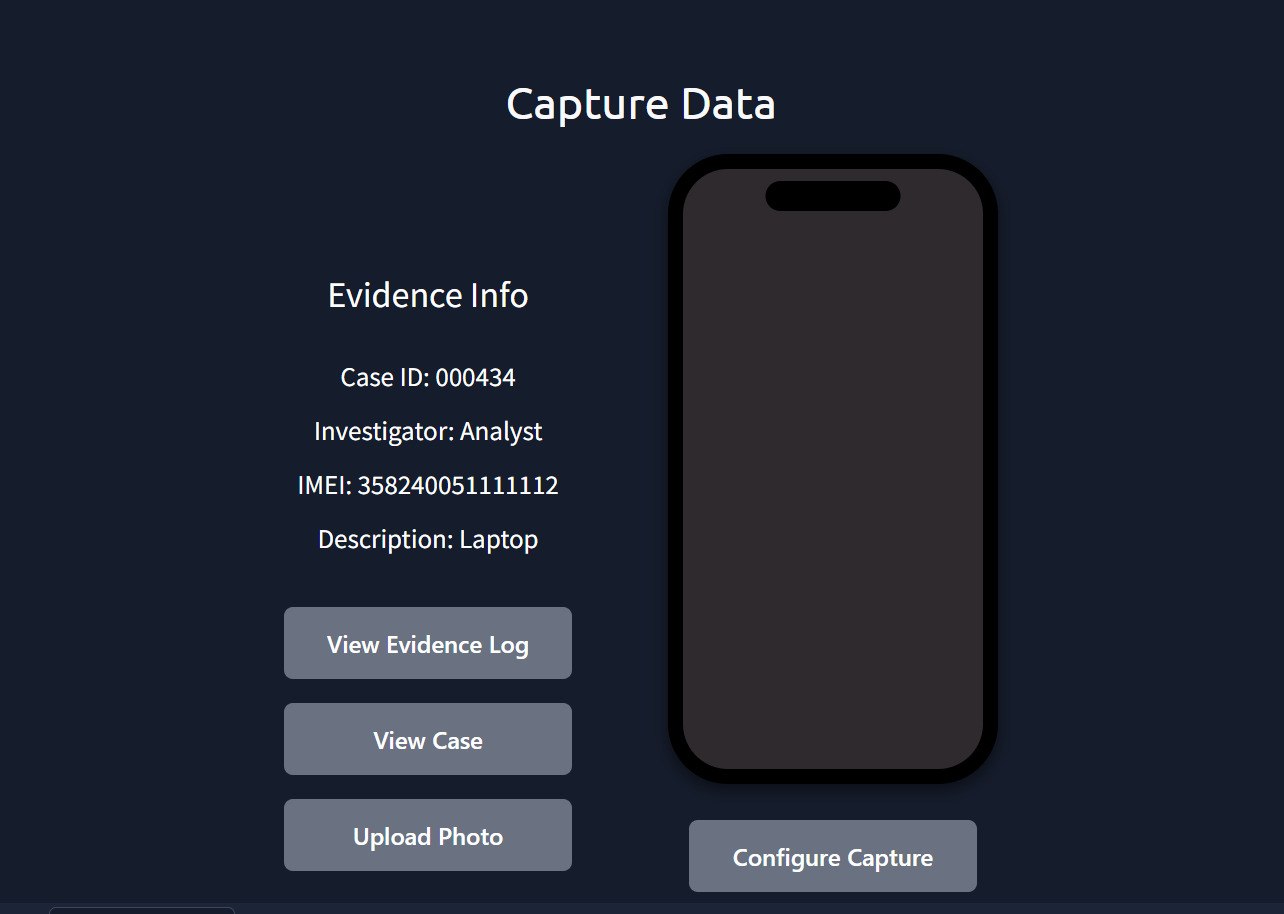 Capture Data
Evidence Info
Case ID: 000434
Investigator: Analyst
IMEI: 358240051111112
Description: Laptop
View Evidence Log
View Case
Upload Photo
Configure Capture